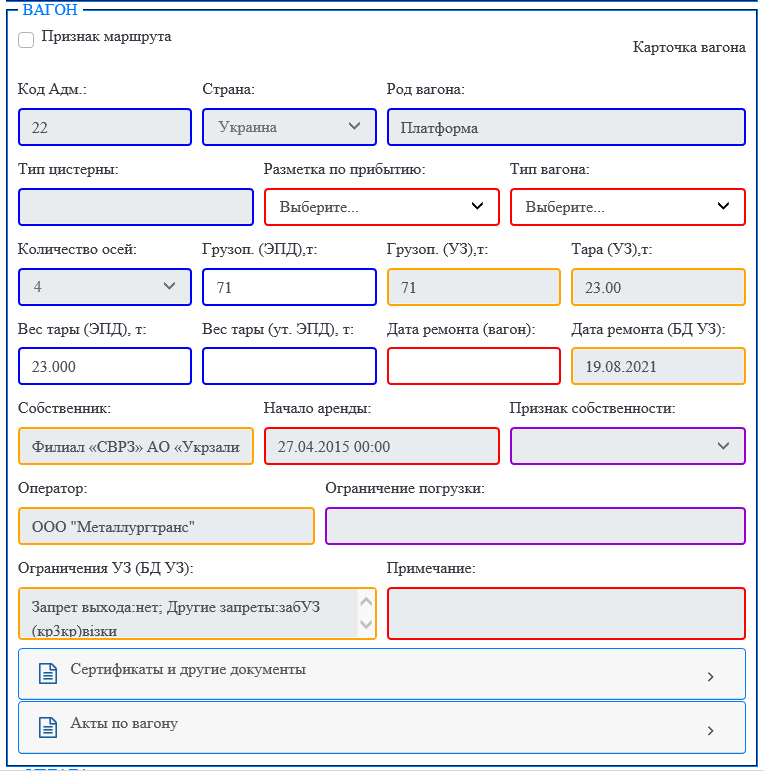 ВАГОН
Признак маршрута
Карточка вагона
Код Адм.: Страна: Род вагона:
22 Украина Платформа
Тип цистерны: Разметка по прибытию: Тип вагона:
Выберите... Выберите...
Количество осей: Грузоп. (ЭПД),т: Грузоп. (УЗ),т: Тара (УЗ),т:
4 71 71 23.00
Вес тары (ЭПД), т: Вес тары (ут. ЭПД), т: Дата ремонта (вагон): Дата ремонта (БД УЗ):
23.000 19.08.2021
Собственник: Начало аренды: Признак собственности:
Филиал «СВРЗ» АО «Укрзали 27.04.2015 00:00
Оператор: Ограничение погрузки:
ООО "Металлургтранс"
Ограничения УЗ (БД УЗ): Примечание:
Запрет выхода:нет; Другие запреты:забУЗ
(кр3кр)візки
Сертификаты и другие документы
Акты по вагону